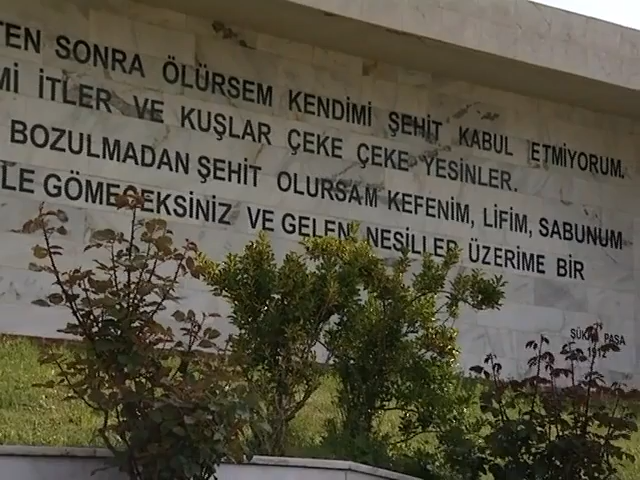 TEN SONRA ÖLÜRSEM KENDİMİ ŞEHİT KABUL ETMİYORUM.
Mİ İTLER VE KUŞLAR ÇEKE ÇEKE YESİNLER.
BOZULMADAN ŞEHİT OLURSAM KEFENİM, LİFİM, SABUNUM
LE GÖMECEKSİNİZ VE GELEN NESİLLER ÜZERİME BİR
ŞÜKRÜ PAŞA